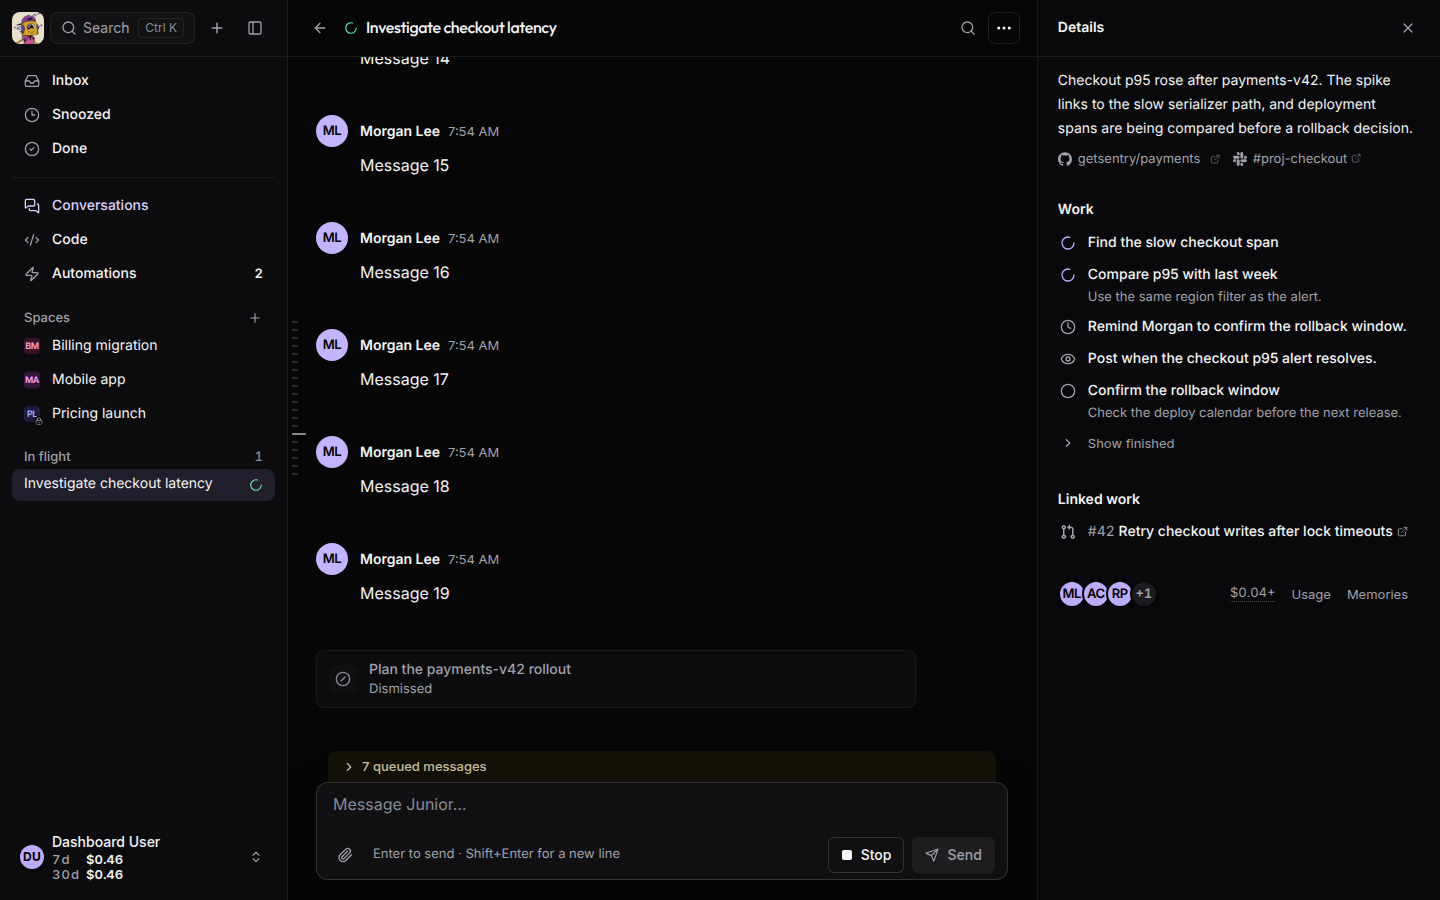 Search Ctrl K
Inbox
Snoozed
Done
Conversations
Code
Automations 2
Spaces
BM Billing migration
MA Mobile app
PL Pricing launch
In flight 1
Investigate checkout latency
DU Dashboard User
7d $0.46
30d $0.46
Investigate checkout latency
Message 14
ML Morgan Lee 7:54 AM
Message 15
ML Morgan Lee 7:54 AM
Message 16
ML Morgan Lee 7:54 AM
Message 17
ML Morgan Lee 7:54 AM
Message 18
ML Morgan Lee 7:54 AM
Message 19
Plan the payments-v42 rollout
Dismissed
7 queued messages
Message Junior...
Enter to send · Shift+Enter for a new line
Stop
Send
Details
Checkout p95 rose after payments-v42. The spike
links to the slow serializer path, and deployment
spans are being compared before a rollback decision.
getsentry/payments #proj-checkout
Work
Find the slow checkout span
Compare p95 with last week
Use the same region filter as the alert.
Remind Morgan to confirm the rollback window.
Post when the checkout p95 alert resolves.
Confirm the rollback window
Check the deploy calendar before the next release.
Show finished
Linked work
#42 Retry checkout writes after lock timeouts
ML AC RP +1 $0.04+ Usage Memories